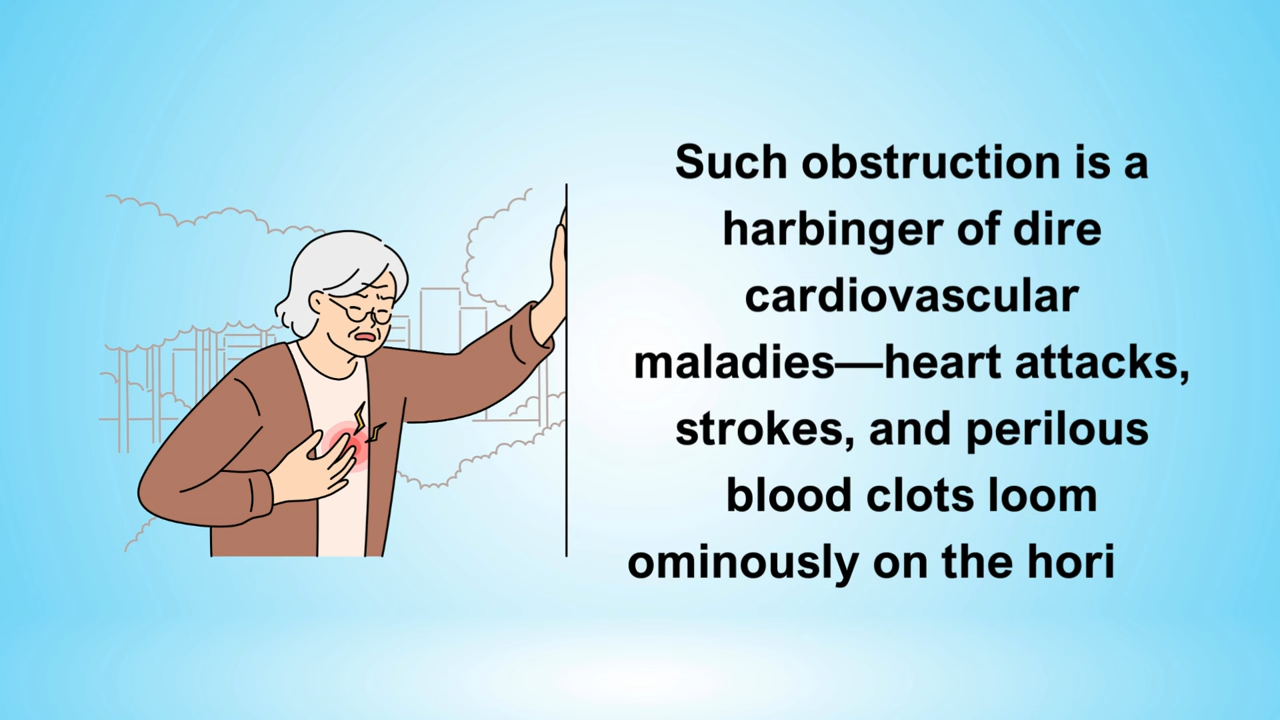 Such obstruction is a
harbinger of dire
cardiovascular
maladies—heart attacks,
strokes, and perilous
blood clots loom
ominously on the hori